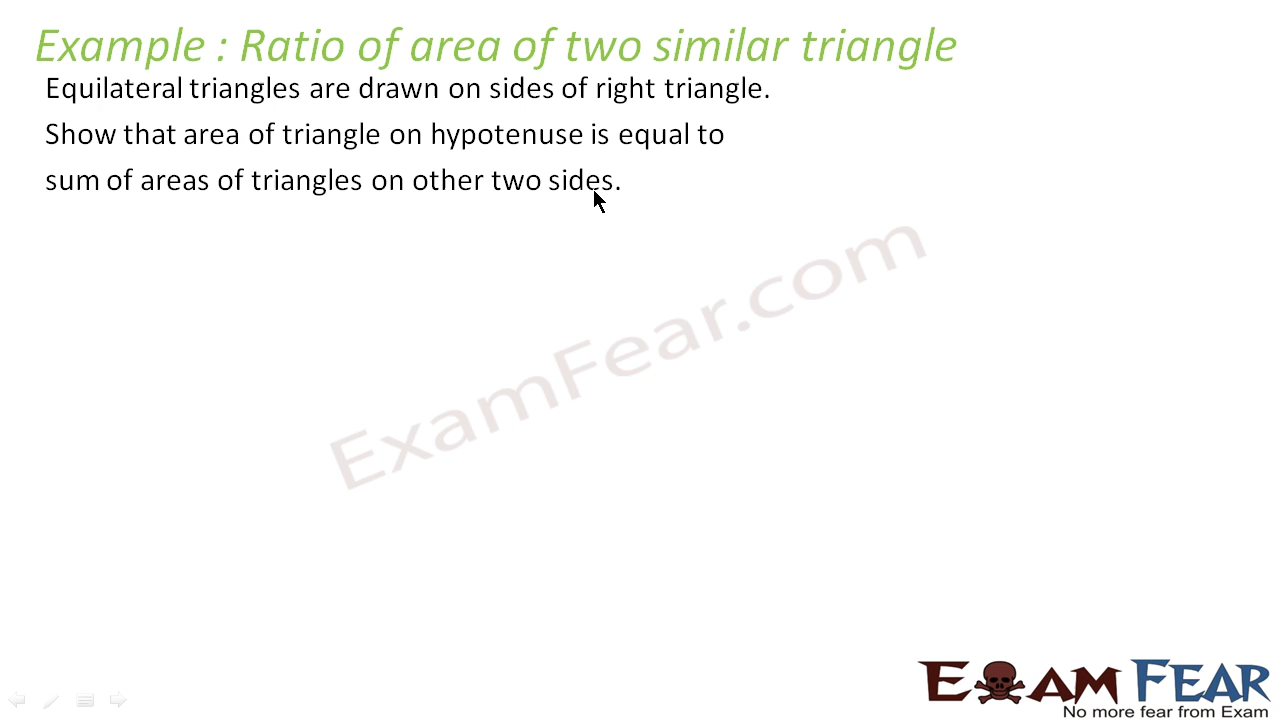 Example : Ratio of area of two similar triangle
Equilateral triangles are drawn on sides of right triangle.
Show that area of triangle on hypotenuse is equal to
sum of areas of triangles on other two sides.
ExamFear.com
EXAM FEAR
No more fear from Exam